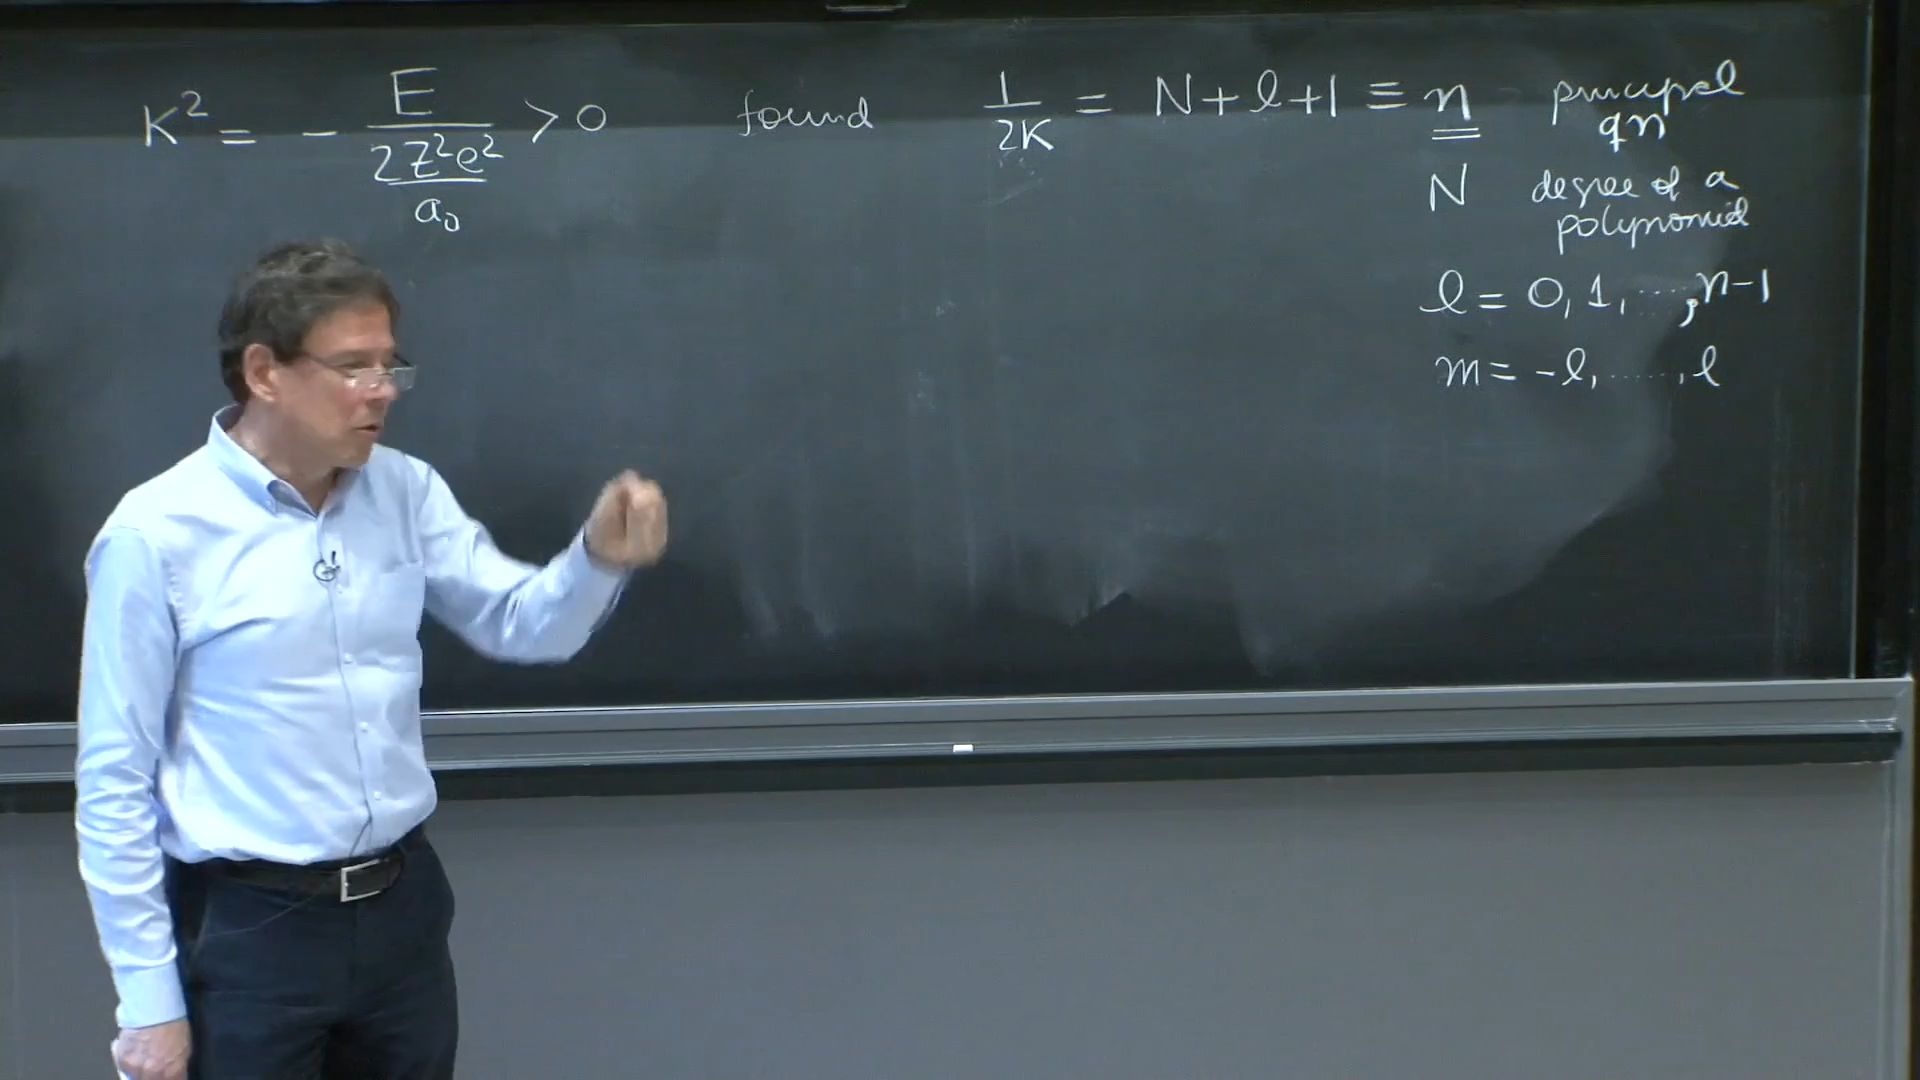 K² = - E / (2Z²e² / a₀) > 0 found 1/2K = N + l + 1 ≡ n principal qn
N degree of a polynomial
l = 0, 1, ....., n-1
m = -l, ....., l